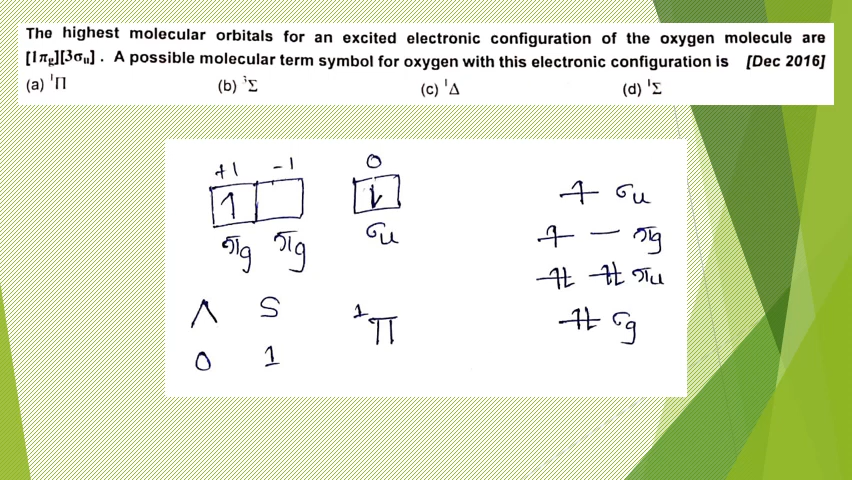 The highest molecular orbitals for an excited electronic configuration of the oxygen molecule are
[1π_g][3σ_u]. A possible molecular term symbol for oxygen with this electronic configuration is [Dec 2016]
(a) ¹Π (b) ³Σ (c) ¹Δ (d) ¹Σ
+1 -1 0
↑ ↓
πg πg σu
Λ S ¹Π
0 1
σu
πg
πu
σg